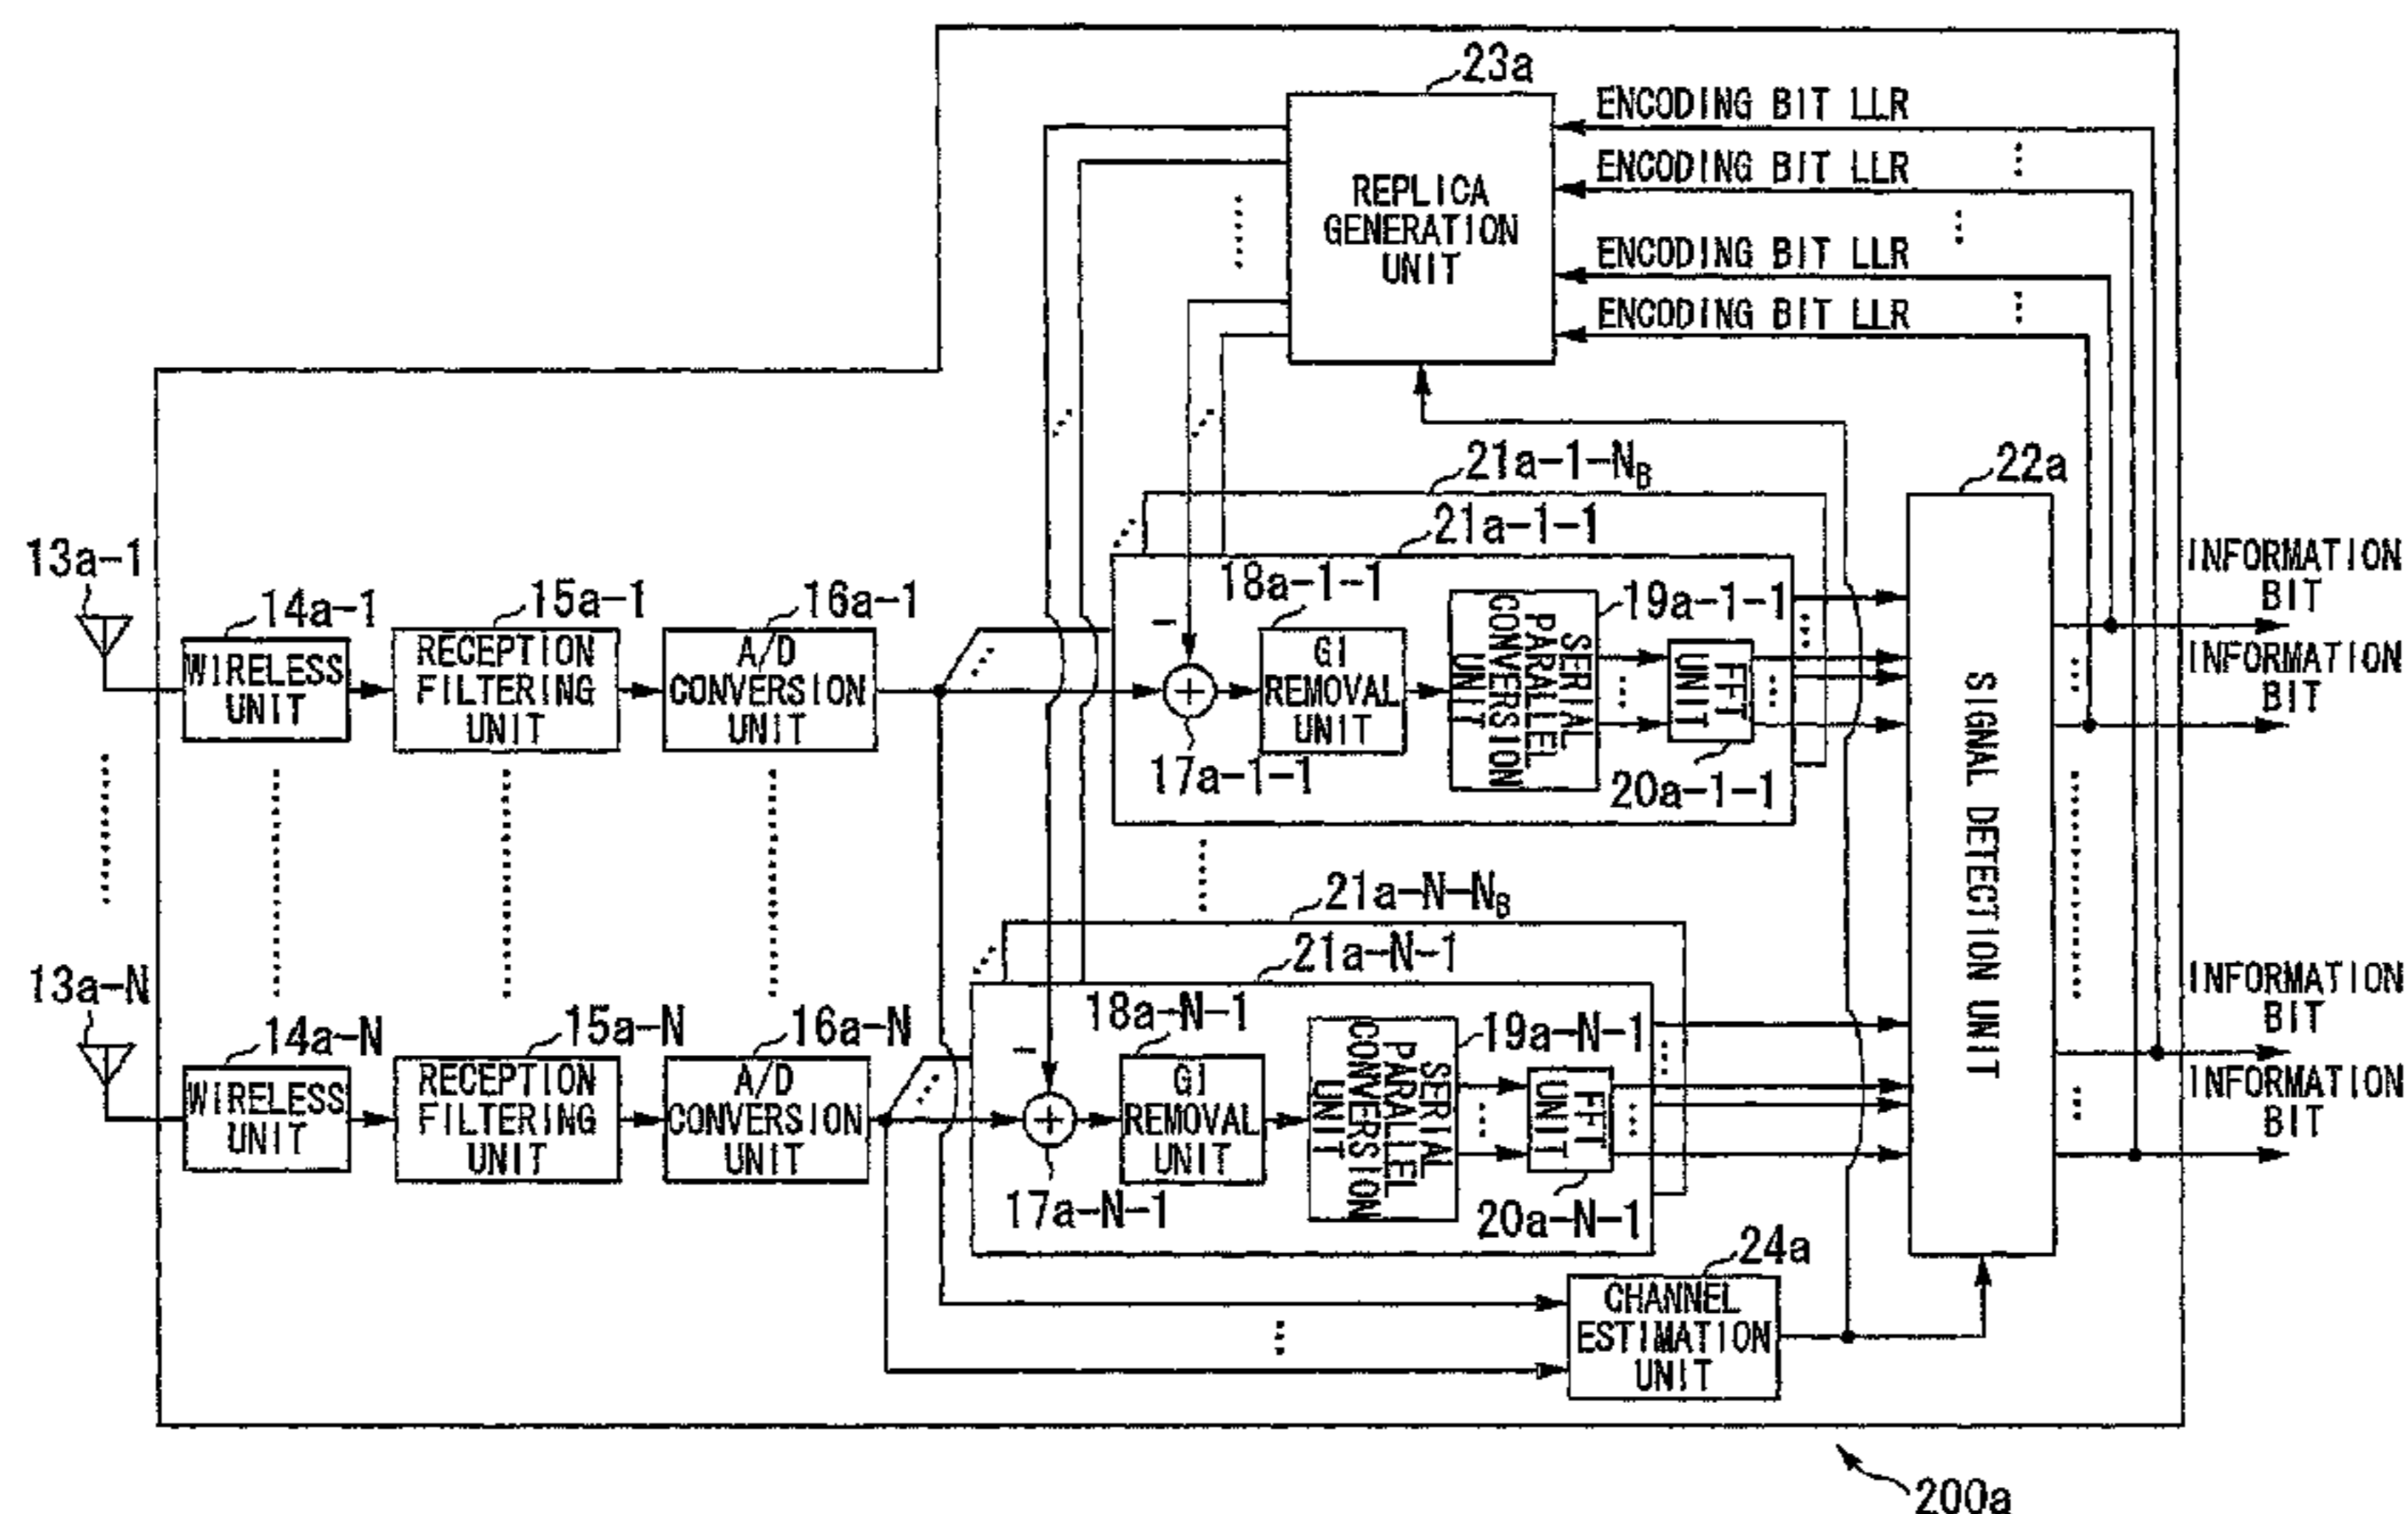 23a
ENCODING BIT LLR
ENCODING BIT LLR
REPLICA
GENERATION
UNIT
ENCODING BIT LLR
ENCODING BIT LLR
21a-1-N_B
22a
21a-1-1
13a-1
14a-1
15a-1
16a-1
18a-1-1
19a-1-1
INFORMATION
BIT
INFORMATION
BIT
WIRELESS
UNIT
RECEPTION
FILTERING
UNIT
A/D
CONVERSION
UNIT
−
+
GI
REMOVAL
UNIT
SERIAL
PARALLEL
CONVERSION
UNIT
FFT
UNIT
17a-1-1
20a-1-1
SIGNAL DETECTION UNIT
21a-N-N_B
21a-N-1
13a-N
14a-N
15a-N
16a-N
18a-N-1
19a-N-1
INFORMATION
BIT
INFORMATION
BIT
WIRELESS
UNIT
RECEPTION
FILTERING
UNIT
A/D
CONVERSION
UNIT
−
+
GI
REMOVAL
UNIT
SERIAL
PARALLEL
CONVERSION
UNIT
FFT
UNIT
17a-N-1
20a-N-1
24a
CHANNEL
ESTIMATION
UNIT
200a